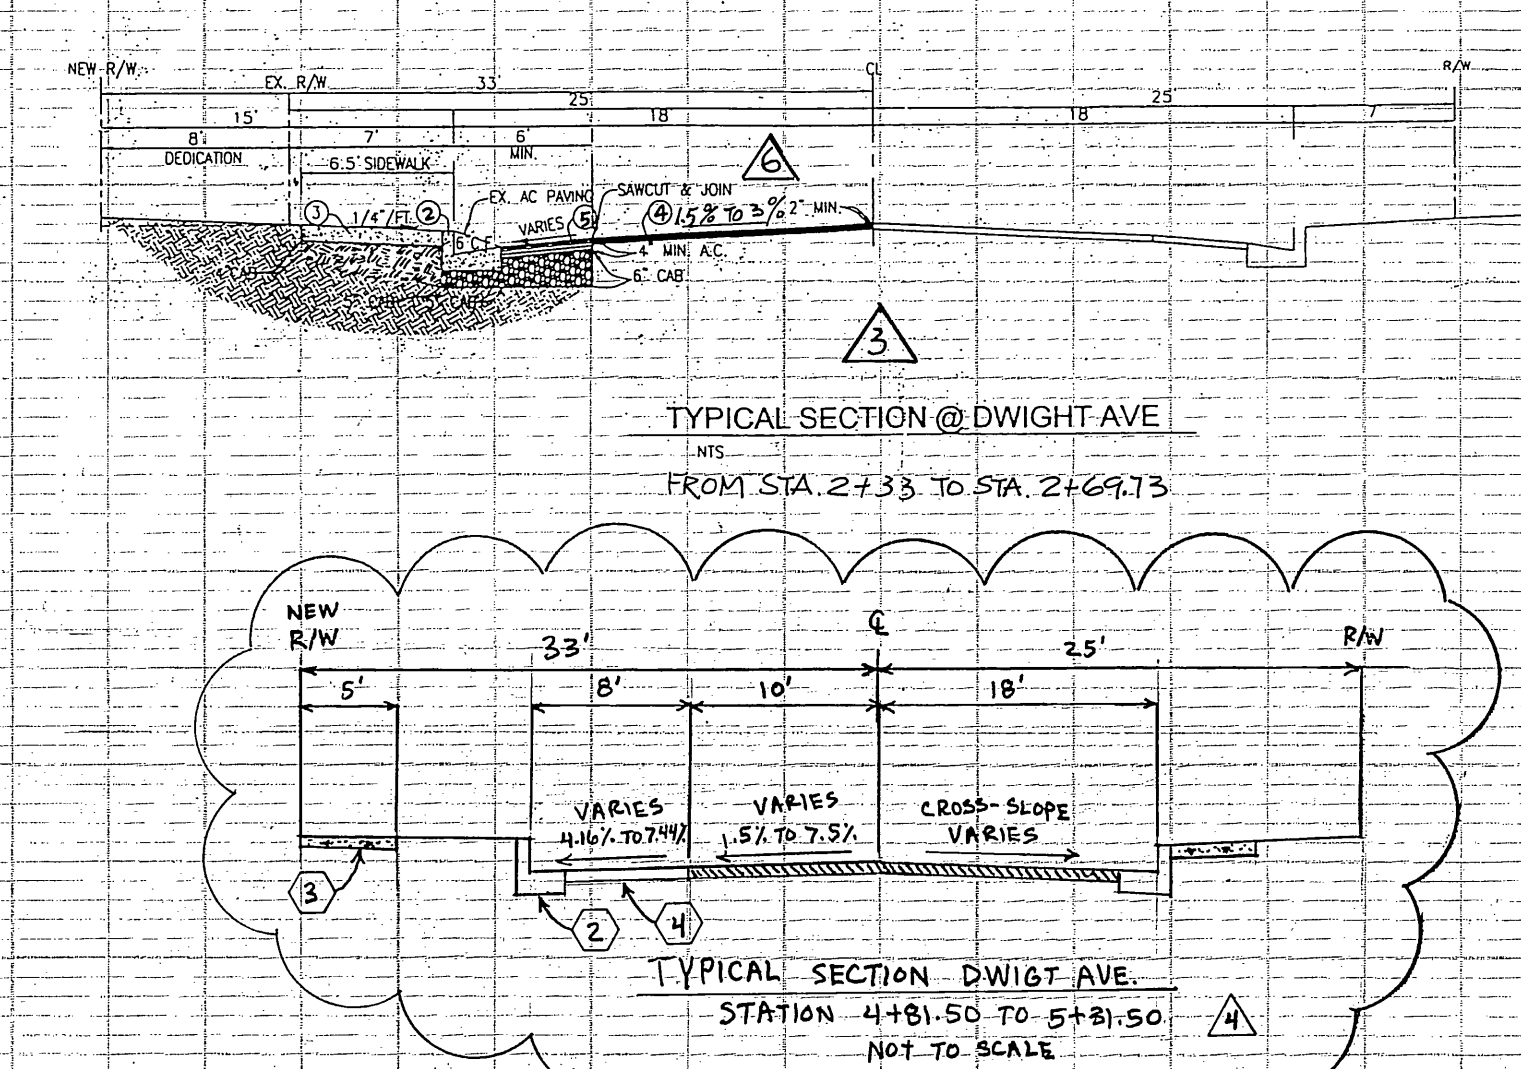 NEW R/W
EX. R/W
33'
CL
R/W
25'
25'
15'
18'
18'
7'
8'
7'
6'
DEDICATION
MIN.
6.5' SIDEWALK
6
EX. AC PAVING
SAWCUT & JOIN
3
1/4"/FT.
2
VARIES
5
4
1.5% TO 3%
2" MIN.
6" C.F.
4" MIN. A.C.
CAB
6" CAB
3
TYPICAL SECTION @ DWIGHT AVE
NTS
FROM STA. 2+33 TO STA. 2+69.73
NEW
R/W
33'
℄
25'
R/W
5'
8'
10'
18'
VARIES
4.16% TO 7.44%
VARIES
1.5% TO 7.5%
CROSS-SLOPE
VARIES
3
2
4
TYPICAL SECTION DWIGT AVE.
STATION 4+81.50 TO 5+31.50
NOT TO SCALE
4